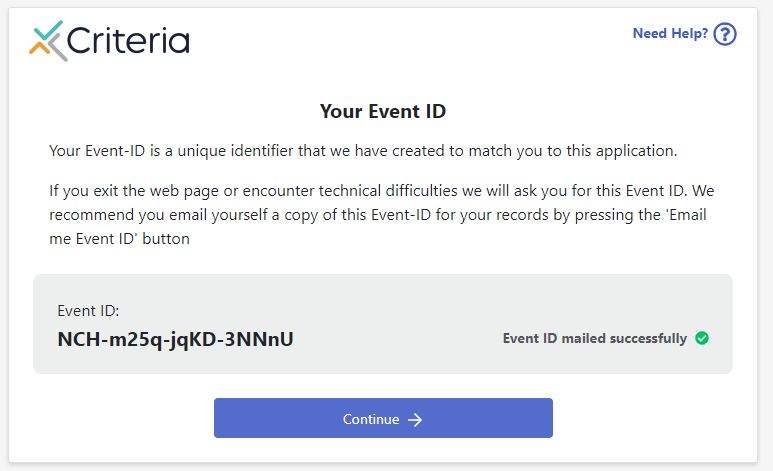 Criteria
Need Help?
Your Event ID
Your Event-ID is a unique identifier that we have created to match you to this application.
If you exit the web page or encounter technical difficulties we will ask you for this Event ID. We
recommend you email yourself a copy of this Event-ID for your records by pressing the 'Email
me Event ID' button
Event ID:
NCH-m25q-jqKD-3NNnU
Event ID mailed successfully
Continue